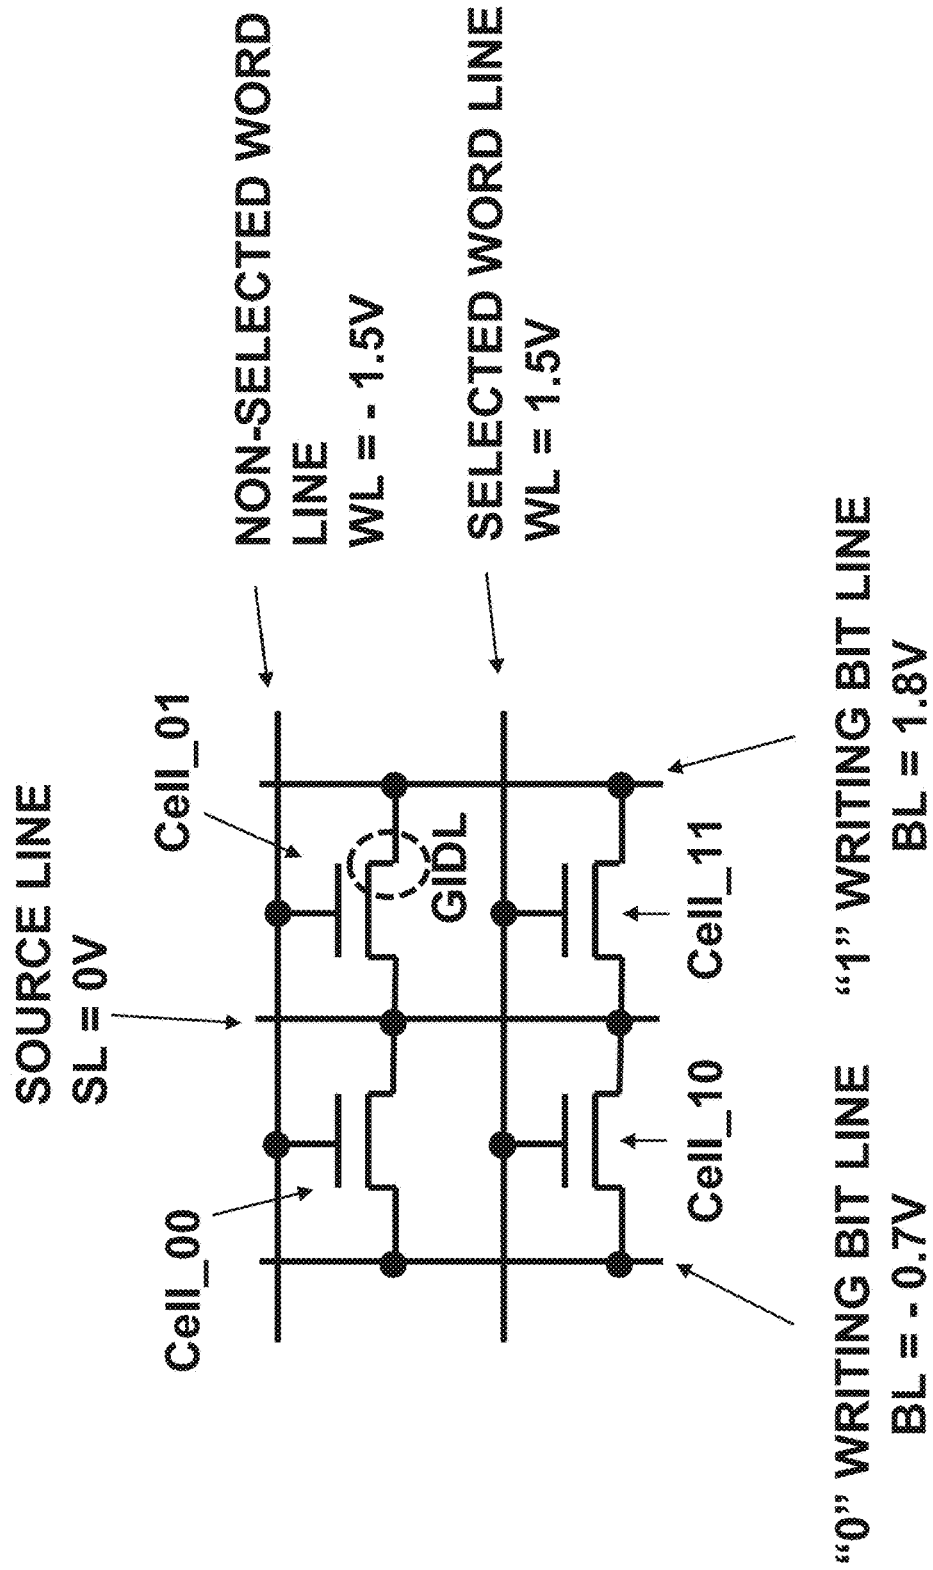 SOURCE LINE
SL = 0V
Cell_00
Cell_01
NON-SELECTED WORD
LINE
WL = - 1.5V
GIDL
SELECTED WORD LINE
WL = 1.5V
Cell_10
Cell_11
“0” WRITING BIT LINE
BL = - 0.7V
“1” WRITING BIT LINE
BL = 1.8V